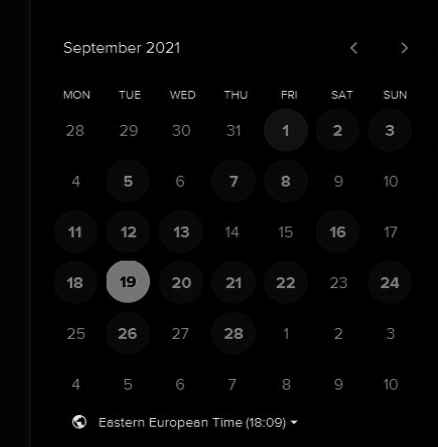 September 2021
MON TUE WED THU FRI SAT SUN
28 29 30 31 1 2 3
4 5 6 7 8 9 10
11 12 13 14 15 16 17
18 19 20 21 22 23 24
25 26 27 28 1 2 3
4 5 6 7 8 9 10
Eastern European Time (18:09)